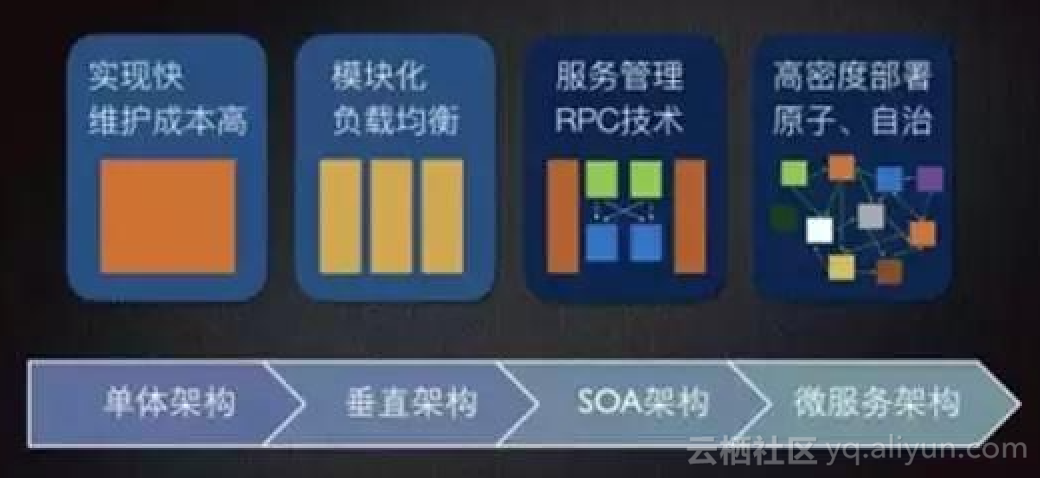 实现快
维护成本高
模块化
负载均衡
服务管理
RPC技术
高密度部署
原子、自治
单体架构
垂直架构
SOA架构
微服务架构
云栖社区 yq.aliyun.com